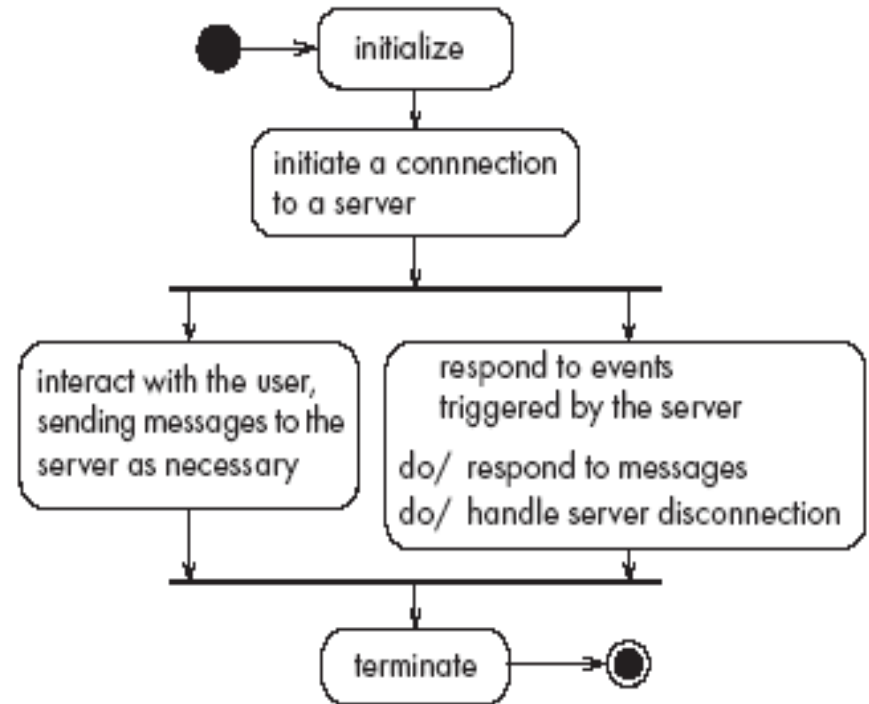 initialize
initiate a connnection
to a server
interact with the user,
sending messages to the
server as necessary
respond to events
triggered by the server
do/ respond to messages
do/ handle server disconnection
terminate